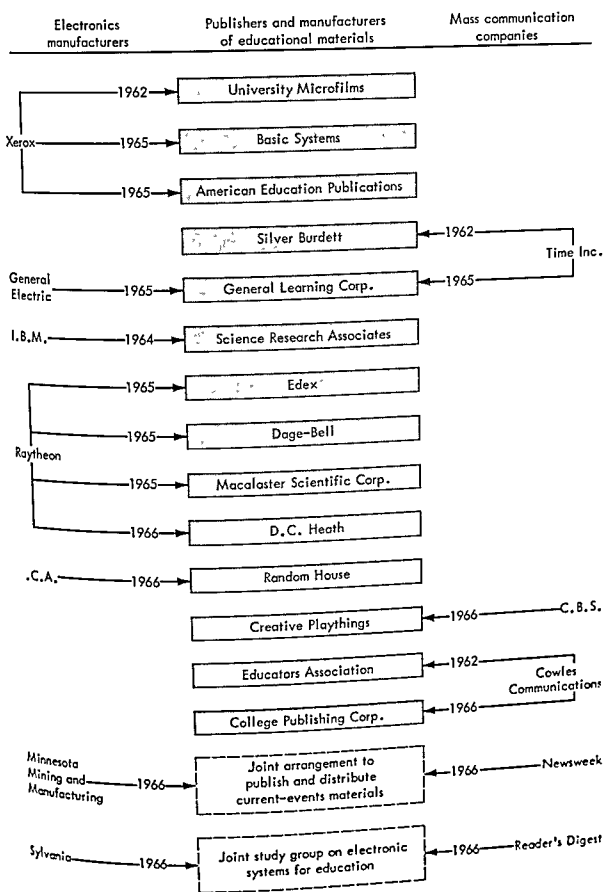 Electronics manufacturers
Publishers and manufacturers of educational materials
Mass communication companies
Xerox
1962
University Microfilms
1965
Basic Systems
1965
American Education Publications
Silver Burdett
1962
Time Inc.
General Electric
1965
General Learning Corp.
1965
I.B.M.
1964
Science Research Associates
Raytheon
1965
Edex
1965
Dage-Bell
1965
Macalaster Scientific Corp.
1966
D.C. Heath
.C.A.
1966
Random House
Creative Playthings
1966
C.B.S.
Educators Association
1962
Cowles Communications
College Publishing Corp.
1966
Minnesota Mining and Manufacturing
1966
Joint arrangement to
publish and distribute
current-events materials
1966
Newsweek
Sylvania
1966
Joint study group on electronic
systems for education
1966
Reader's Digest